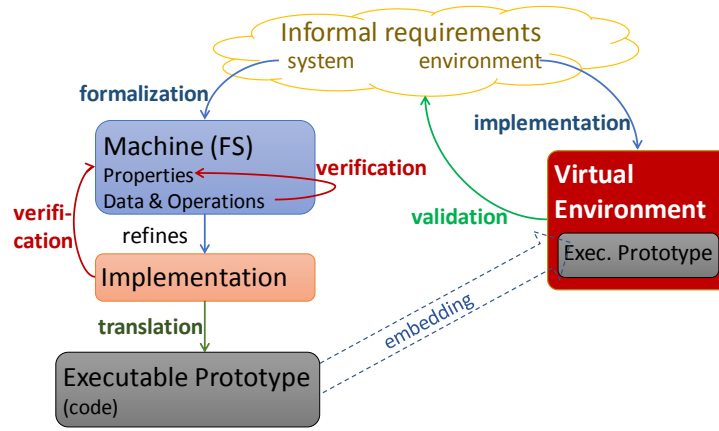 Informal requirements
system environment
formalization
implementation
Machine (FS)
Properties
Data & Operations
verification
verifi-
cation
refines
validation
Virtual
Environment
Exec. Prototype
Implementation
translation
embedding
Executable Prototype
(code)